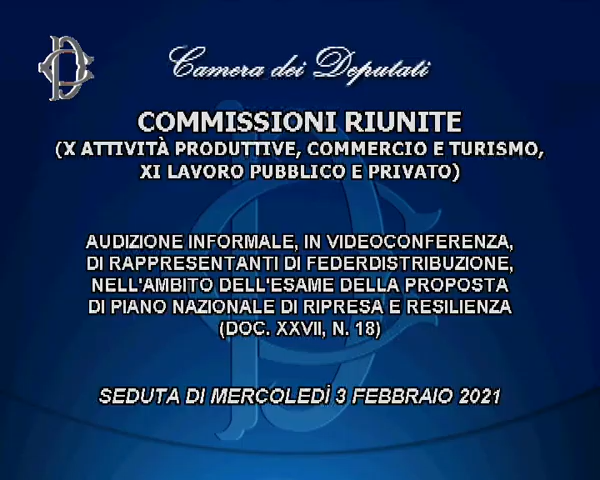 Camera dei Deputati
COMMISSIONI RIUNITE
(X ATTIVITÀ PRODUTTIVE, COMMERCIO E TURISMO,
XI LAVORO PUBBLICO E PRIVATO)
AUDIZIONE INFORMALE, IN VIDEOCONFERENZA,
DI RAPPRESENTANTI DI FEDERDISTRIBUZIONE,
NELL'AMBITO DELL'ESAME DELLA PROPOSTA
DI PIANO NAZIONALE DI RIPRESA E RESILIENZA
(DOC. XXVII, N. 18)
SEDUTA DI MERCOLEDÌ 3 FEBBRAIO 2021